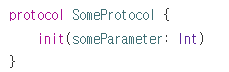 protocol SomeProtocol {
    init(someParameter: Int)
}